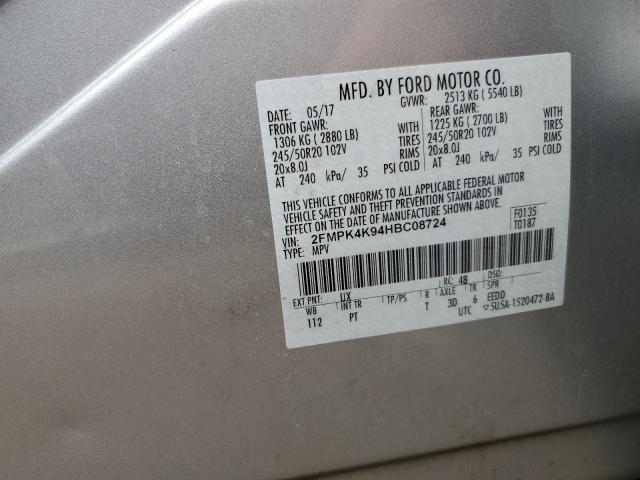 MFD. BY FORD MOTOR CO.
DATE: 05/17 GVWR: 2513 KG ( 5540 LB)
FRONT GAWR: REAR GAWR:
1306 KG ( 2880 LB) WITH 1225 KG ( 2700 LB) WITH
245/50R20 102V TIRES 245/50R20 102V TIRES
20x8.0J RIMS 20x8.0J RIMS
AT 240 kPa/ 35 PSI COLD AT 240 kPa/ 35 PSI COLD
THIS VEHICLE CONFORMS TO ALL APPLICABLE FEDERAL MOTOR
VEHICLE SAFETY AND THEFT PREVENTION STANDARDS IN
EFFECT ON THE DATE OF MANUFACTURE SHOWN ABOVE.
VIN: 2FMPK4K94HBC08724 F0135
TYPE: MPV T0187
EXT PNT: UX RC: 48 DSO:
WB INT TR TP/PS R AXLE TR SPR
112 PT T 3D 6 EEDD
UTC ▽5U5A-1520472-BA